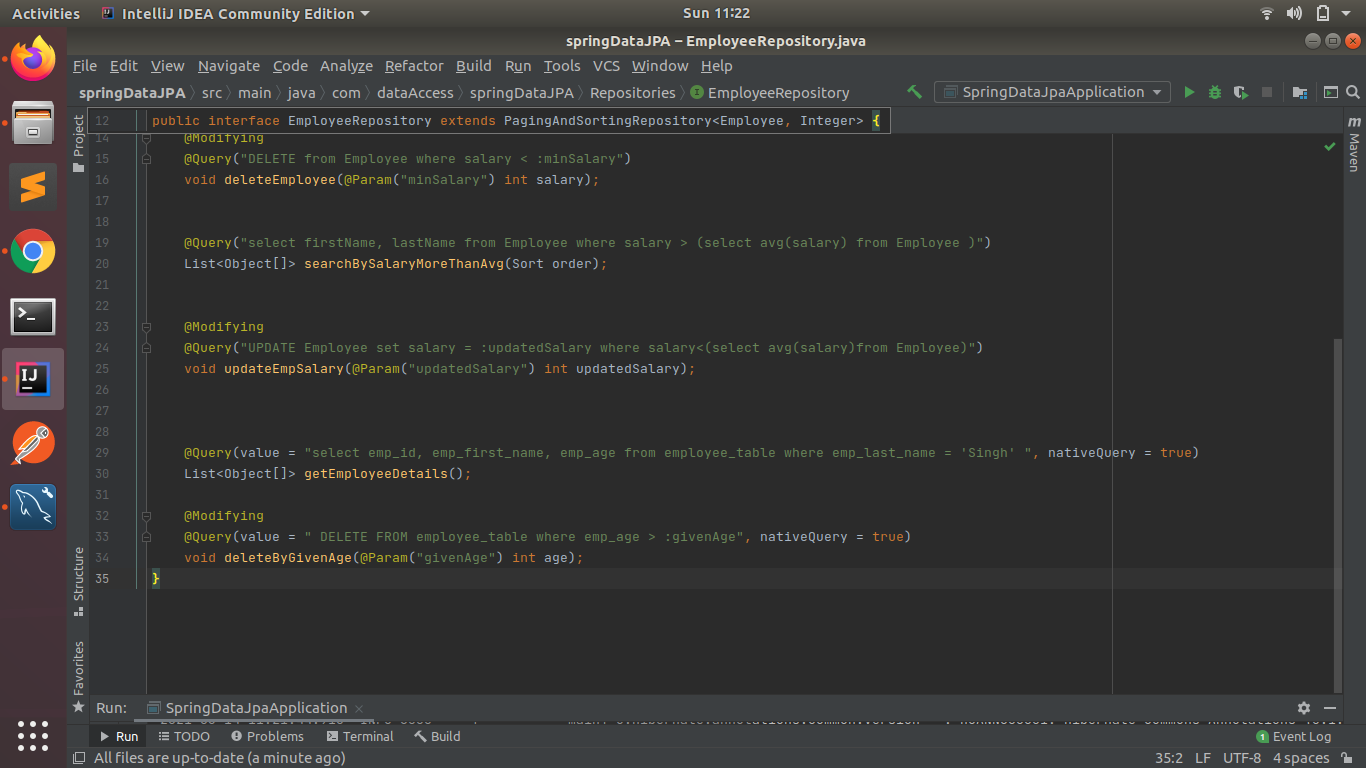 Activities IntelliJ IDEA Community Edition Sun 11:22
springDataJPA – EmployeeRepository.java
File Edit View Navigate Code Analyze Refactor Build Run Tools VCS Window Help
springDataJPA src main java com dataAccess springDataJPA Repositories I EmployeeRepository SpringDataJpaApplication
Project
m Maven
12 public interface EmployeeRepository extends PagingAndSortingRepository<Employee, Integer> {
14 @Modifying
15 @Query("DELETE from Employee where salary < :minSalary")
16 void deleteEmployee(@Param("minSalary") int salary);
17
18
19 @Query("select firstName, lastName from Employee where salary > (select avg(salary) from Employee )")
20 List<Object[]> searchBySalaryMoreThanAvg(Sort order);
21
22
23 @Modifying
24 @Query("UPDATE Employee set salary = :updatedSalary where salary<(select avg(salary)from Employee)")
25 void updateEmpSalary(@Param("updatedSalary") int updatedSalary);
26
27
28
29 @Query(value = "select emp_id, emp_first_name, emp_age from employee_table where emp_last_name = 'Singh' ", nativeQuery = true)
30 List<Object[]> getEmployeeDetails();
31
32 @Modifying
33 @Query(value = " DELETE FROM employee_table where emp_age > :givenAge", nativeQuery = true)
34 void deleteByGivenAge(@Param("givenAge") int age);
35 }
Structure
Favorites
Run: SpringDataJpaApplication
Run TODO Problems Terminal Build 1 Event Log
All files are up-to-date (a minute ago) 35:2 LF UTF-8 4 spaces